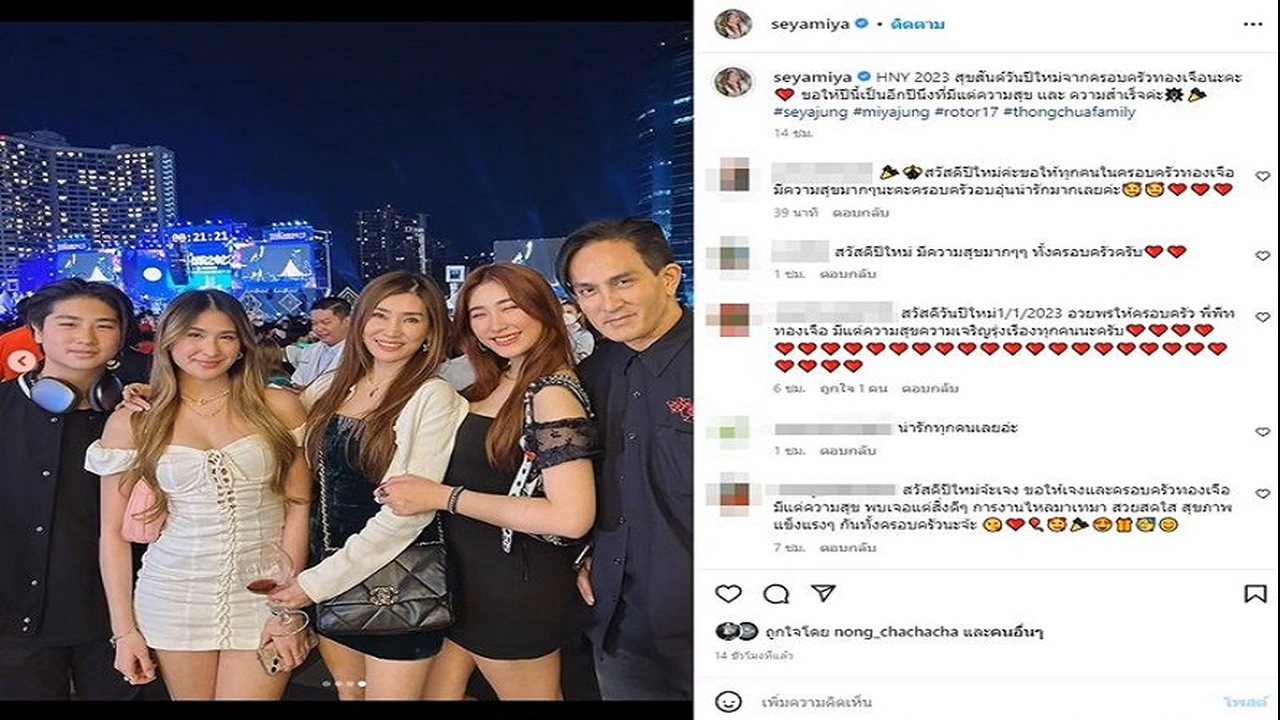 00:21:21
seyamiya • ติดตาม
seyamiya HNY 2023 สุขสันต์วันปีใหม่จากครอบครัวทองเจือนะคะ
❤️ ขอให้ปีนี้เป็นอีกปีนึงที่มีแต่ความสุข และ ความสำเร็จค่ะ🎆🎉
#seyajung #miyajung #rotor17 #thongchuafamily
14 ชม.
สวัสดีปีใหม่ค่ะขอให้ทุกคนในครอบครัวทองเจือ
มีความสุขมากๆนะคะครอบครัวอบอุ่นน่ารักมากเลยค่ะ🥰🥰❤️❤️❤️
39 นาที ตอบกลับ
สวัสดีปีใหม่ มีความสุขมากๆๆ ทั้งครอบครัวครับ❤️❤️
1 ชม. ตอบกลับ
สวัสดีวันปีใหม่1/1/2023 อวยพรให้ครอบครัว พี่พีท
ทองเจือ มีแต่ความสุขความเจริญรุ่งเรืองทุกคนนะครับ❤️❤️❤️❤️
❤️❤️❤️❤️❤️❤️❤️❤️❤️❤️❤️❤️❤️❤️❤️❤️❤️❤️❤️❤️
❤️❤️❤️❤️
6 ชม. ถูกใจ 1 คน ตอบกลับ
น่ารักทุกคนเลยอ่ะ
1 ชม. ตอบกลับ
สวัสดีปีใหม่จ้ะเจง ขอให้เจงและครอบครัวทองเจือ
มีแต่ความสุข พบเจอแต่สิ่งดีๆ การงานไหลมาเทมา สวยสดใส สุขภาพ
แข็งแรงๆ กันทั้งครอบครัวนะจ้ะ
7 ชม. ตอบกลับ
ถูกใจโดย nong_chachacha และคนอื่นๆ
14 ชั่วโมงที่แล้ว
เพิ่มความคิดเห็น
โพสต์